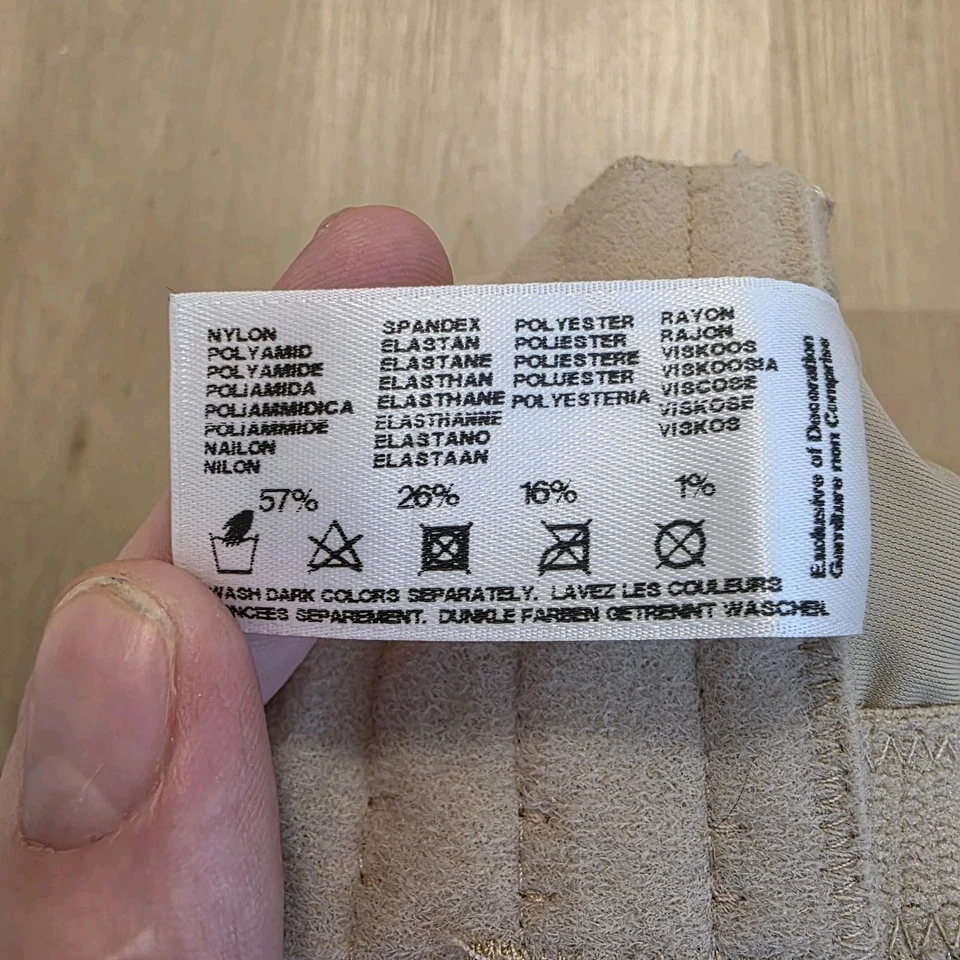 NYLON
POLYAMID
POLYAMIDE
POLIAMIDA
POLIAMMIDICA
POLIAMMIDE
NAILON
NILON
57%
SPANDEX
ELASTAN
ELASTANE
ELASTHAN
ELASTHANE
ELASTHANNE
ELASTANO
ELASTAAN
26%
POLYESTER
POLIESTER
POLIESTERE
POLUESTER
POLYESTERIA
16%
RAYON
RAJON
VISKOOS
VISKOOSIA
VISCOSE
VISKOSE
VISKOS
1%
WASH DARK COLORS SEPARATELY. LAVEZ LES COULEURS
NCEES SEPAREMENT. DUNKLE FARBEN GETRENNT WASCHEN.
Exclusive of Decoration
Garniture non Comprise